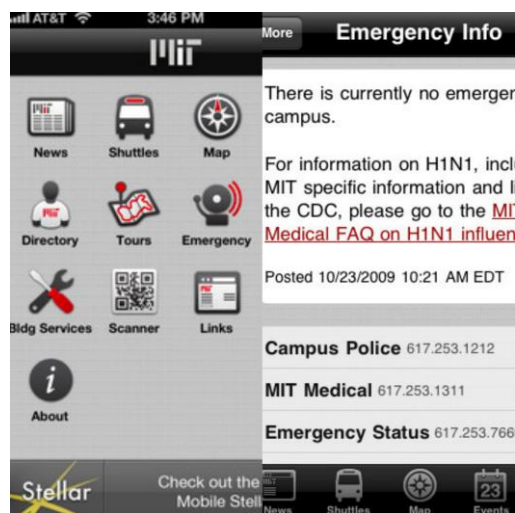 AT&T 3:46 PM
MIT
News Shuttles Map
Directory Tours Emergency
Bldg Services Scanner Links
About
Stellar
Check out the
Mobile Stell
More
Emergency Info
There is currently no emergen
campus.
For information on H1N1, incl
MIT specific information and li
the CDC, please go to the MI
Medical FAQ on H1N1 influen
Posted 10/23/2009 10:21 AM EDT
Campus Police 617.253.1212
MIT Medical 617.253.1311
Emergency Status 617.253.766
News Shuttles Map 23 Events